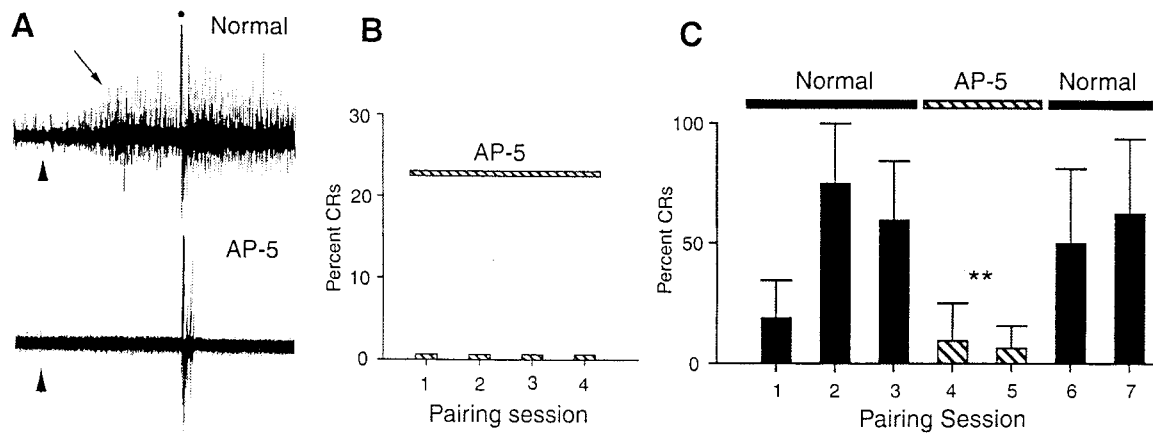 A
Normal
AP-5
B
Percent CRs
30
20
10
0
AP-5
1 2 3 4
Pairing session
C
Normal AP-5 Normal
Percent CRs
100
50
0
**
1 2 3 4 5 6 7
Pairing Session